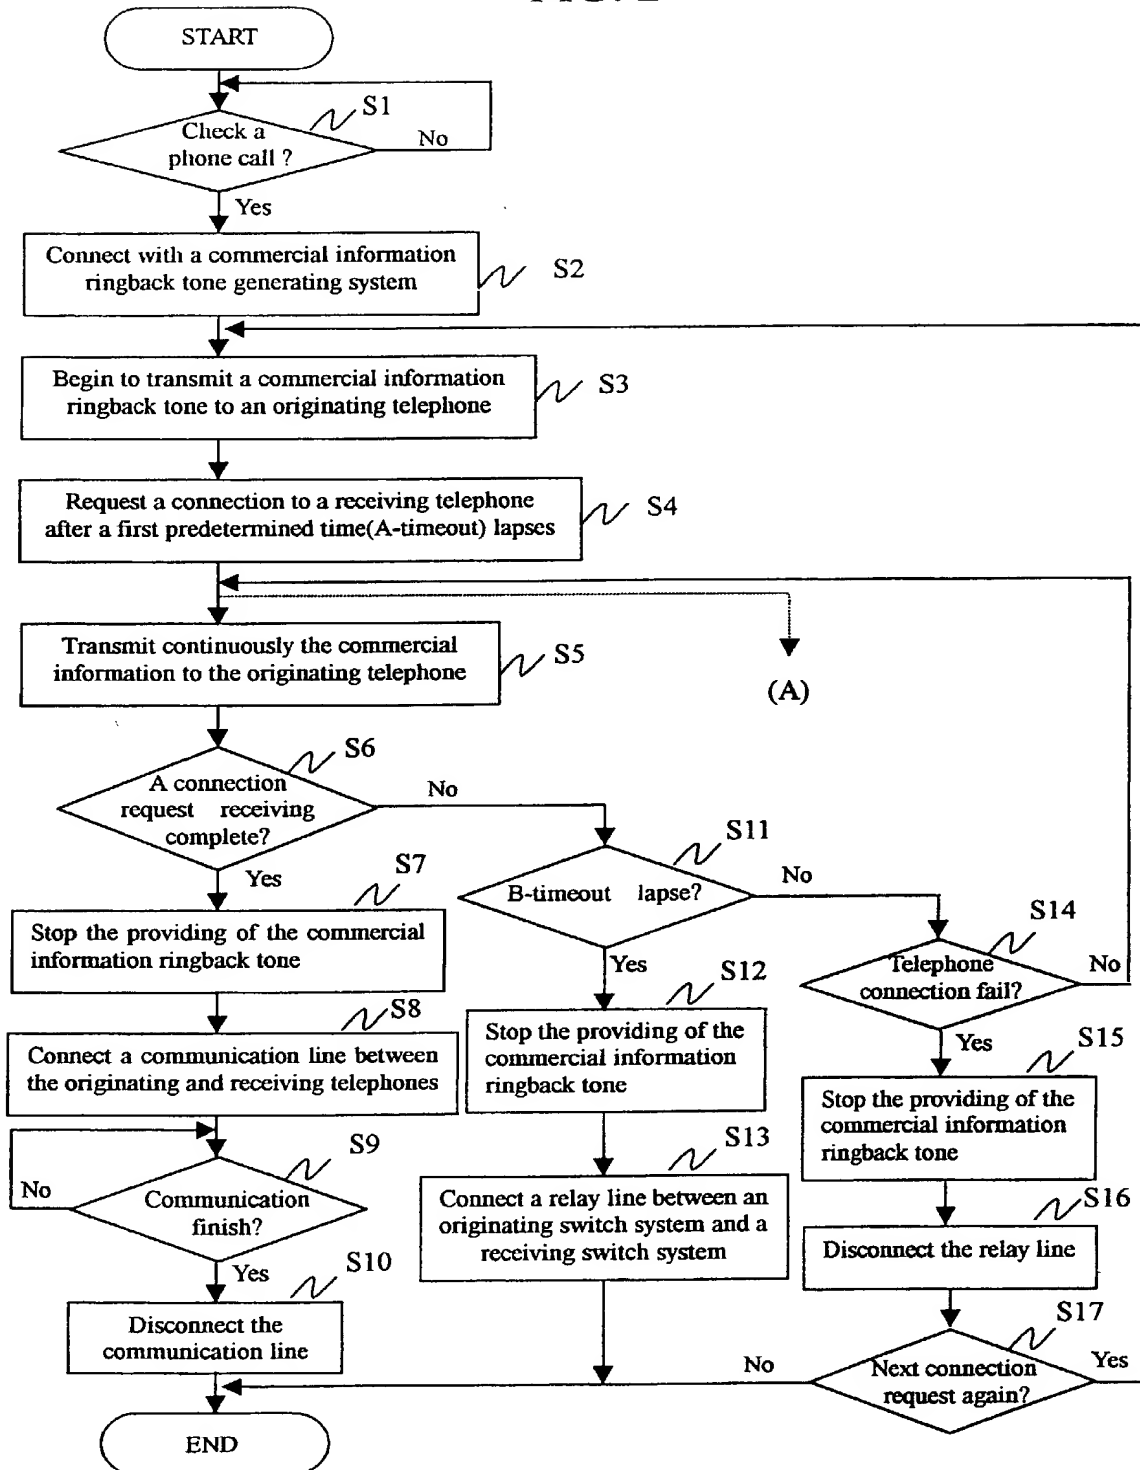 START
S1
Check a
phone call ?
No
Yes
Connect with a commercial information
ringback tone generating system
S2
Begin to transmit a commercial information
ringback tone to an originating telephone
S3
Request a connection to a receiving telephone
after a first predetermined time(A-timeout) lapses
S4
Transmit continuously the commercial
information to the originating telephone
S5
(A)
S6
A connection
request receiving
complete?
No
Yes
S7
Stop the providing of the commercial
information ringback tone
S8
Connect a communication line between
the originating and receiving telephones
S9
No
Communication
finish?
Yes
S10
Disconnect the
communication line
S11
B-timeout lapse?
No
Yes
S12
Stop the providing of the
commercial information
ringback tone
S13
Connect a relay line between an
originating switch system and a
receiving switch system
S14
Telephone
connection fail?
No
Yes
S15
Stop the providing of the
commercial information
ringback tone
S16
Disconnect the relay line
S17
Next connection
request again?
No
Yes
END